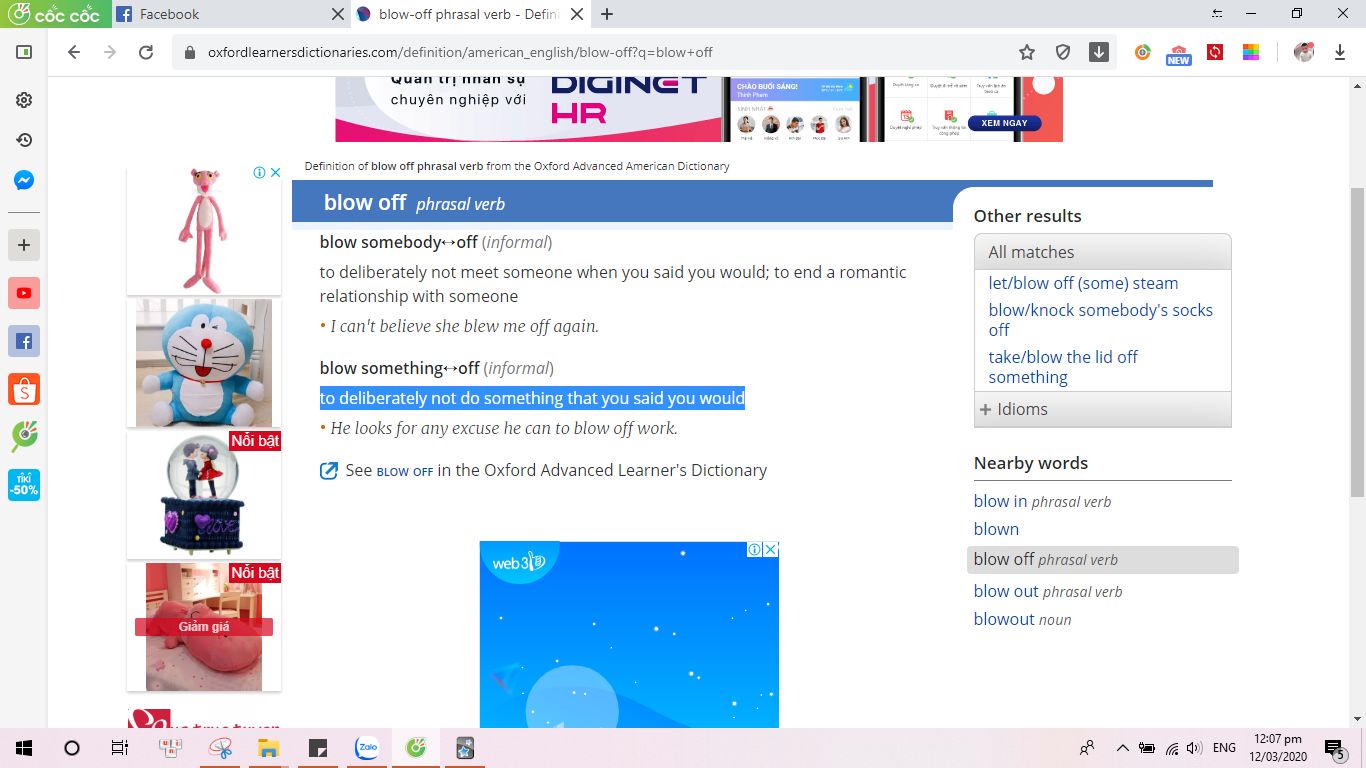 cốc cốc
Facebook
blow-off phrasal verb - Defini
oxfordlearnersdictionaries.com/definition/american_english/blow-off?q=blow+off
NEW
Quản trị nhân sự
chuyên nghiệp với
DIGINET
HR
CHÀO BUỔI SÁNG!
Thinh Pham
SINH NHẬT
XEM NGAY
Definition of blow off phrasal verb from the Oxford Advanced American Dictionary
blow off phrasal verb
blow somebody↔off (informal)
to deliberately not meet someone when you said you would; to end a romantic
relationship with someone
• I can't believe she blew me off again.
blow something↔off (informal)
to deliberately not do something that you said you would
• He looks for any excuse he can to blow off work.
See BLOW OFF in the Oxford Advanced Learner's Dictionary
Other results
All matches
let/blow off (some) steam
blow/knock somebody's socks
off
take/blow the lid off
something
+ Idioms
Nearby words
blow in phrasal verb
blown
blow off phrasal verb
blow out phrasal verb
blowout noun
Nổi bật
Nổi bật
Giảm giá
TIKI
-50%
web3
Zalo
ENG
12:07 pm
12/03/2020
5